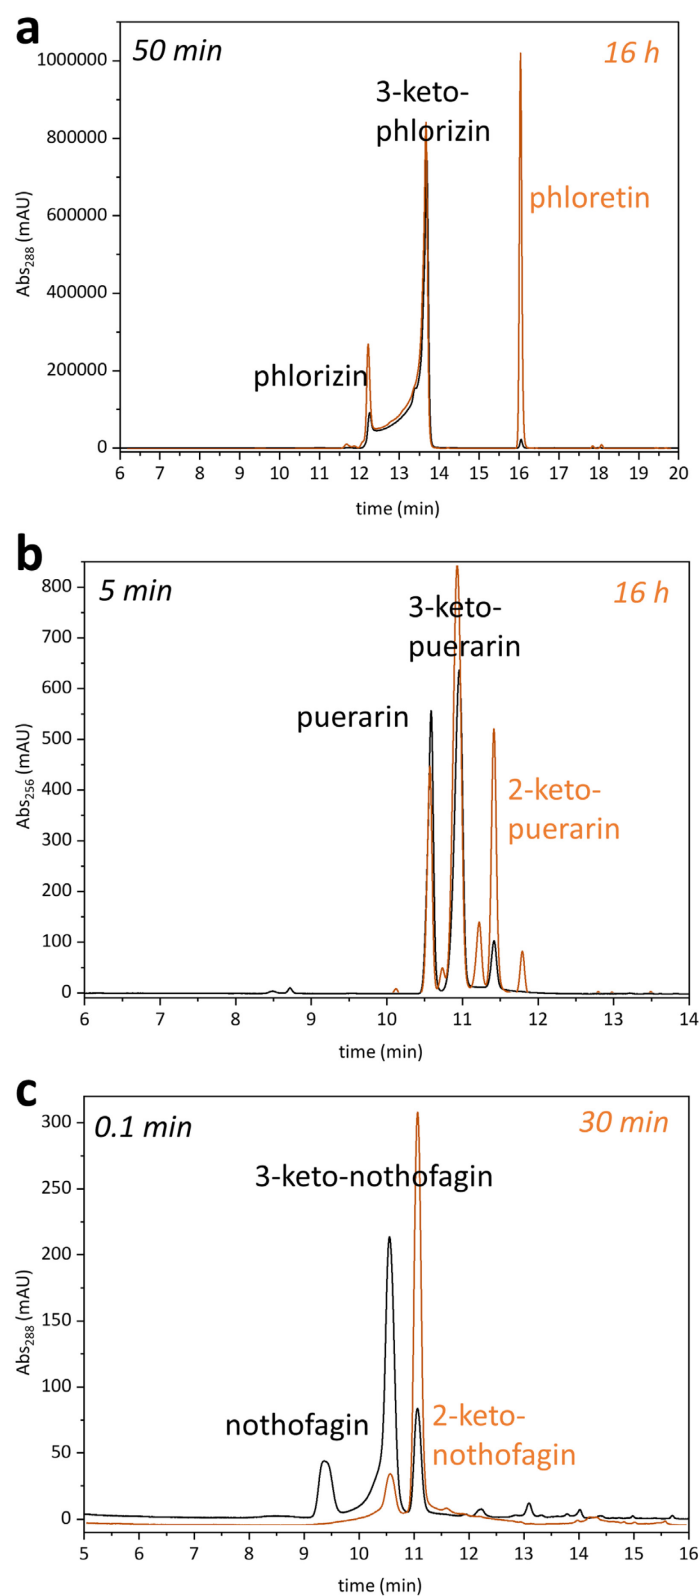 a
50 min
16 h
3-keto-
phlorizin
phloretin
phlorizin
Abs288 (mAU)
1000000
800000
600000
400000
200000
0
6 7 8 9 10 11 12 13 14 15 16 17 18 19 20
time (min)
b
5 min
16 h
3-keto-
puerarin
puerarin
2-keto-
puerarin
Abs256 (mAU)
800
700
600
500
400
300
200
100
0
6 7 8 9 10 11 12 13 14
time (min)
c
0.1 min
30 min
3-keto-nothofagin
nothofagin
2-keto-
nothofagin
Abs288 (mAU)
300
250
200
150
100
50
0
5 6 7 8 9 10 11 12 13 14 15 16
time (min)